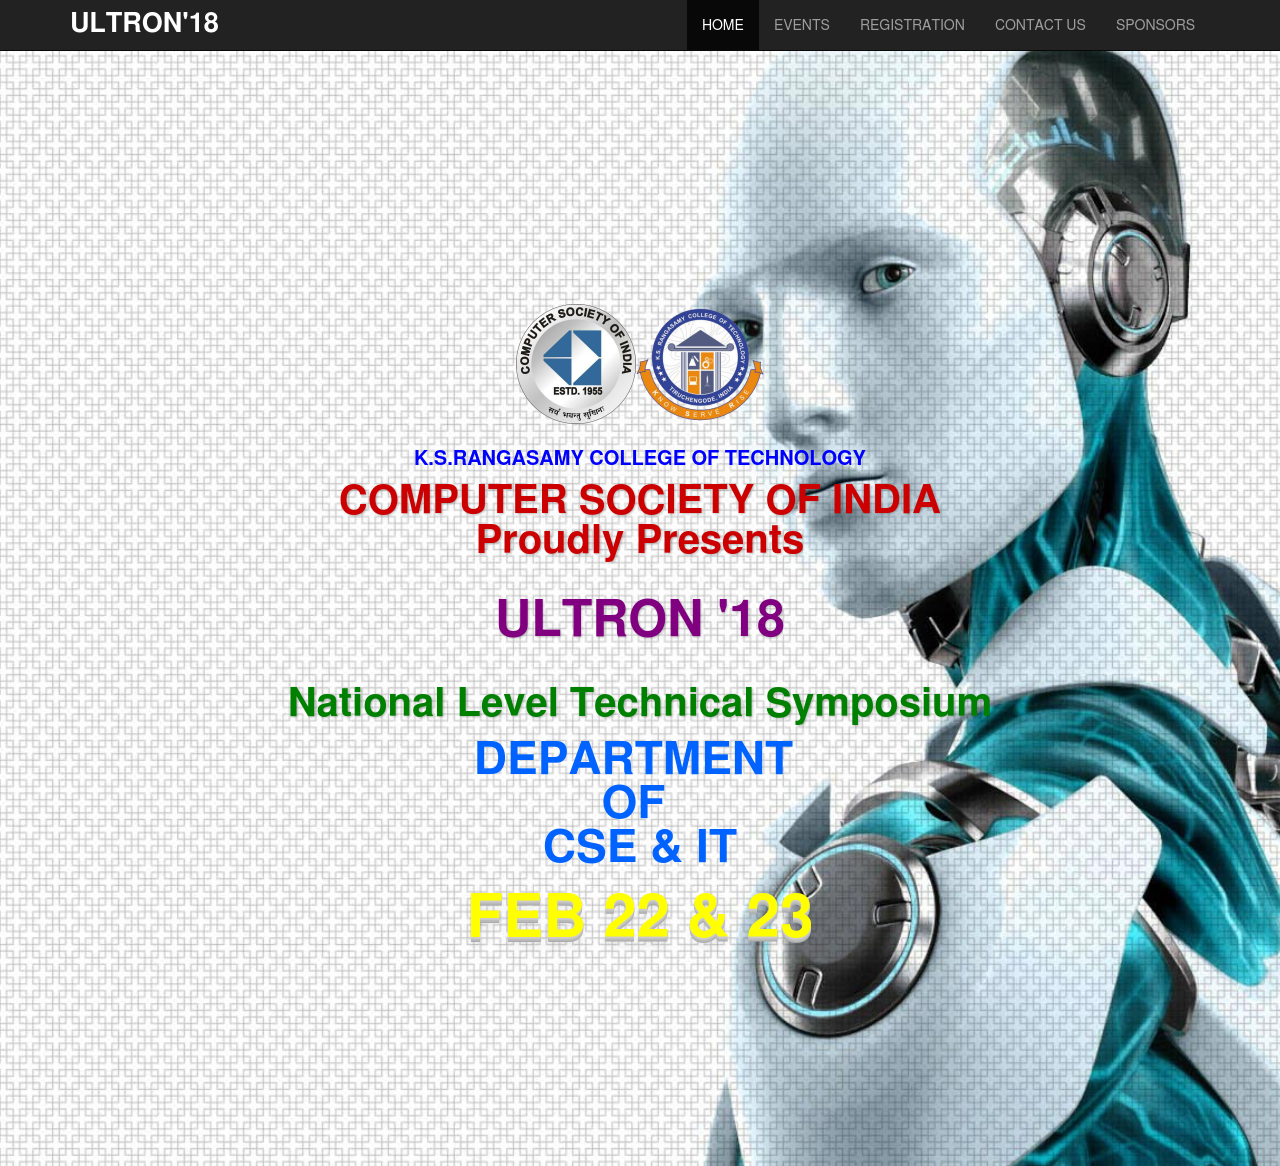 ULTRON'18
HOME EVENTS REGISTRATION CONTACT US SPONSORS
COMPUTER SOCIETY OF INDIA
ESTD. 1955
सर्वे भवन्तु सुखिनः
K.S. RANGASAMY COLLEGE OF TECHNOLOGY
TIRUCHENGODE, INDIA
KNOW SERVE RISE
K.S.RANGASAMY COLLEGE OF TECHNOLOGY
COMPUTER SOCIETY OF INDIA
Proudly Presents
ULTRON '18
National Level Technical Symposium
DEPARTMENT
OF
CSE & IT
FEB 22 & 23